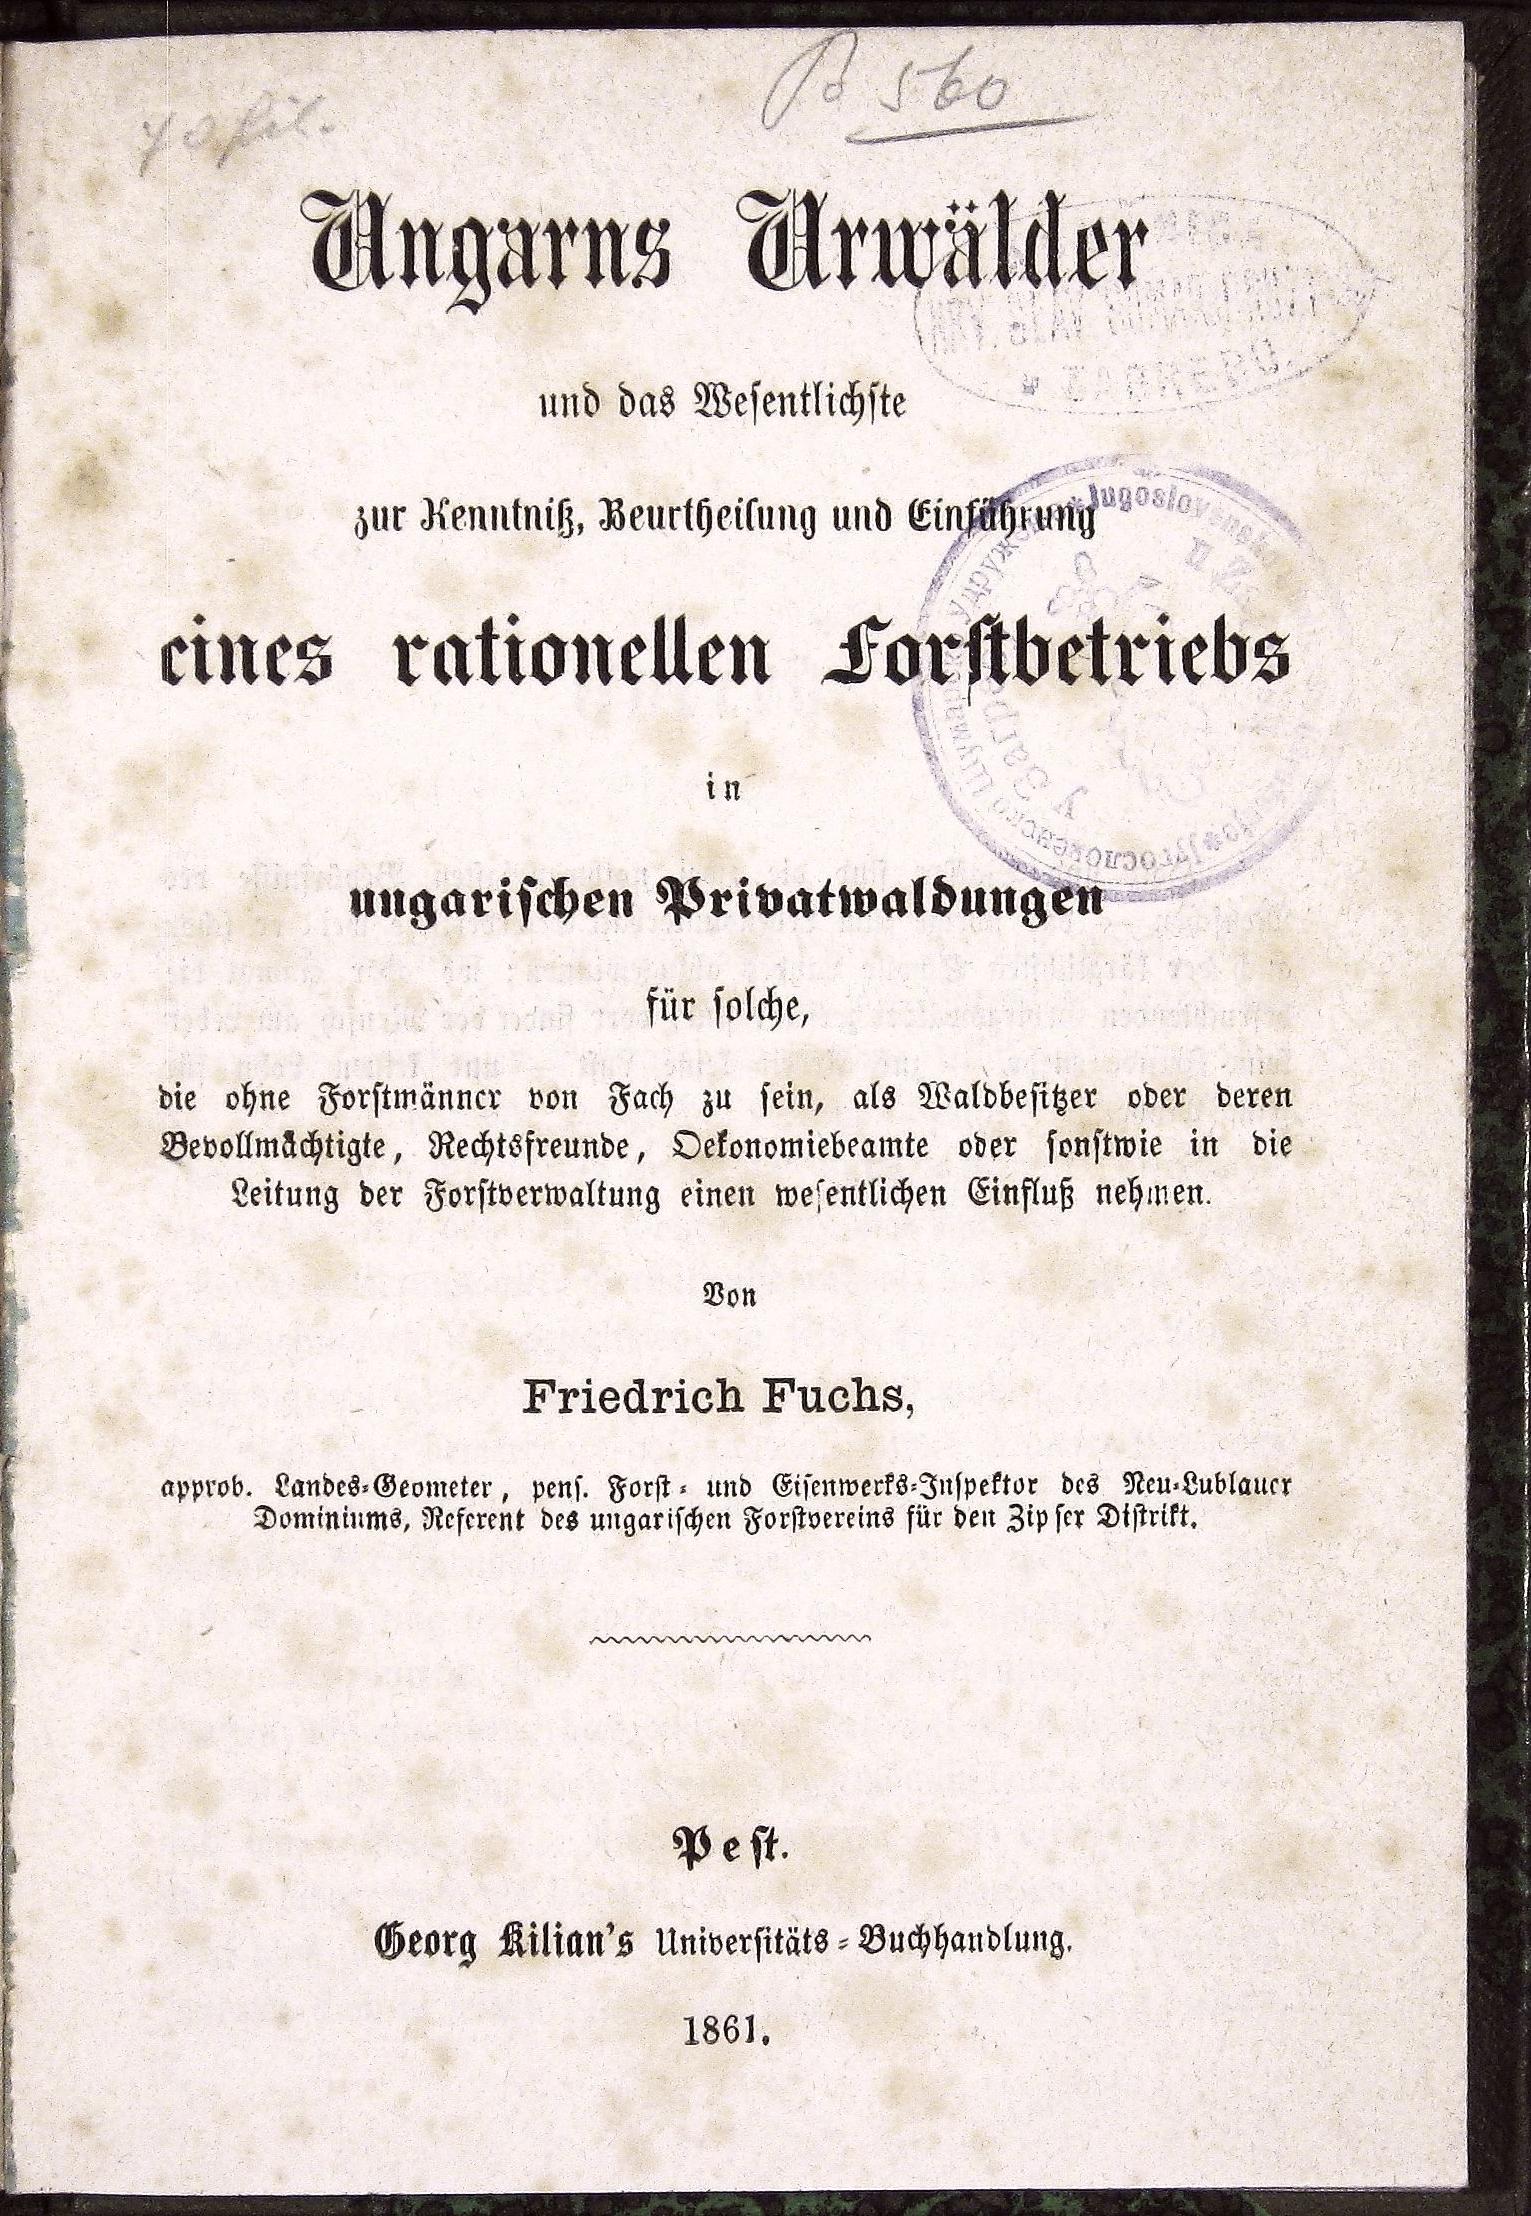 B 560
Ungarns Urwälder
und das Wesentlichste
zur Kenntniß, Beurtheilung und Einführung
eines rationellen Forstbetriebs
in
ungarischen Privatwaldungen
für solche,
die ohne Forstmänner von Fach zu sein, als Waldbesitzer oder deren
Bevollmächtigte, Rechtsfreunde, Oekonomiebeamte oder sonstwie in die
Leitung der Forstverwaltung einen wesentlichen Einfluß nehmen.
Von
Friedrich Fuchs,
approb. Landes-Geometer, pens. Forst- und Eisenwerks-Inspektor des Neu-Lublauer
Dominiums, Referent des ungarischen Forstvereins für den Zipser Distrikt.
Pest.
Georg Kilian's Universitäts-Buchhandlung.
1861.